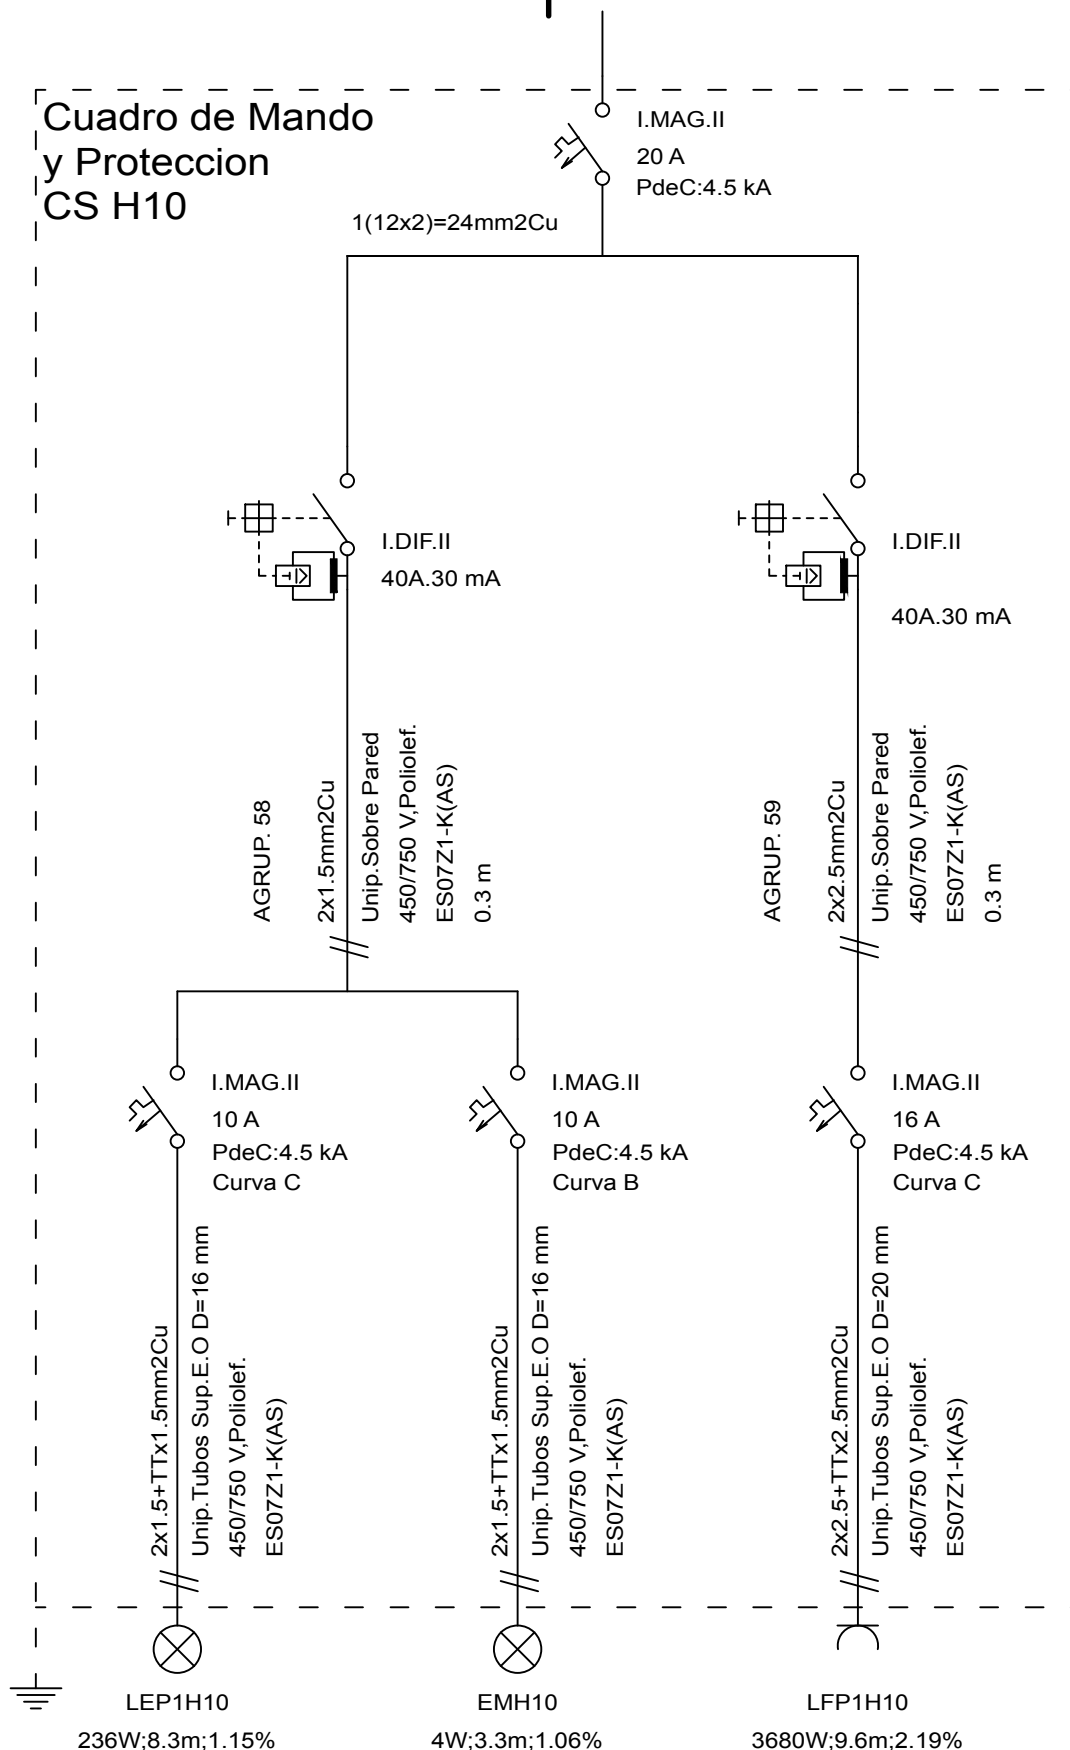 Cuadro de Mando
y Proteccion
CS H10
I.MAG.II
20 A
PdeC:4.5 kA
1(12x2)=24mm2Cu
I.DIF.II
40A.30 mA
I.DIF.II
40A.30 mA
AGRUP. 58
2x1.5mm2Cu
Unip.Sobre Pared
450/750 V,Poliolef.
ES07Z1-K(AS)
0.3 m
AGRUP. 59
2x2.5mm2Cu
Unip.Sobre Pared
450/750 V,Poliolef.
ES07Z1-K(AS)
0.3 m
I.MAG.II
10 A
PdeC:4.5 kA
Curva C
I.MAG.II
10 A
PdeC:4.5 kA
Curva B
I.MAG.II
16 A
PdeC:4.5 kA
Curva C
2x1.5+TTx1.5mm2Cu
Unip.Tubos Sup.E.O D=16 mm
450/750 V,Poliolef.
ES07Z1-K(AS)
2x1.5+TTx1.5mm2Cu
Unip.Tubos Sup.E.O D=16 mm
450/750 V,Poliolef.
ES07Z1-K(AS)
2x2.5+TTx2.5mm2Cu
Unip.Tubos Sup.E.O D=20 mm
450/750 V,Poliolef.
ES07Z1-K(AS)
LEP1H10
236W;8.3m;1.15%
EMH10
4W;3.3m;1.06%
LFP1H10
3680W;9.6m;2.19%